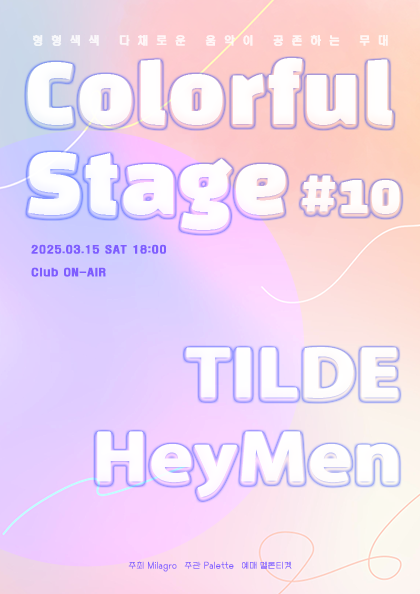 형형색색 다채로운 음악이 공존하는 무대
Colorful
Stage #10
2025.03.15 SAT 18:00
Club ON-AIR
TILDE
HeyMen
주최 Milagro 주관 Palette 예매 멜론티켓